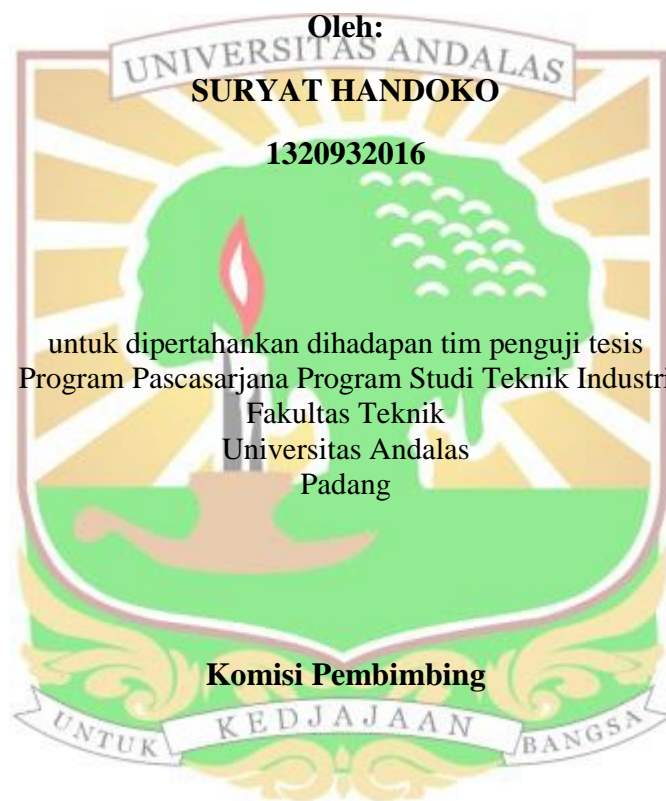 Oleh:
UNIVERSITAS ANDALAS
SURYAT HANDOKO
1320932016
untuk dipertahankan dihadapan tim penguji tesis
Program Pascasarjana Program Studi Teknik Industri
Fakultas Teknik
Universitas Andalas
Padang
Komisi Pembimbing
UNTUK KEDJAJAAN BANGSA